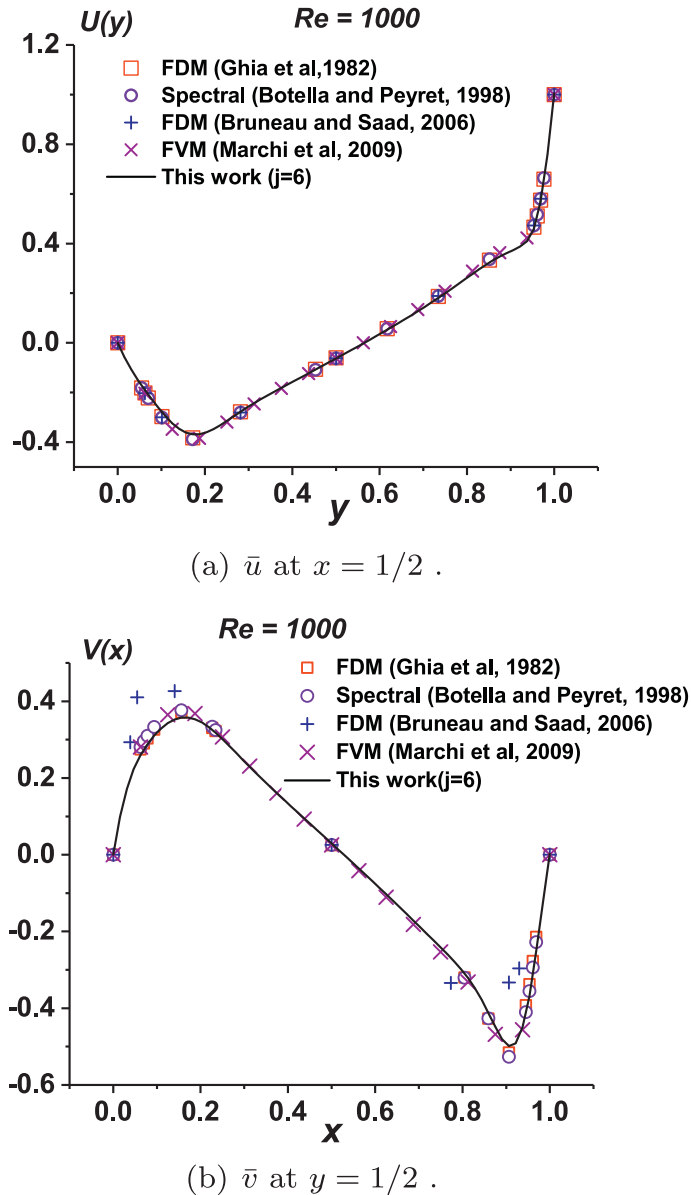 U(y)
Re = 1000
1.2
FDM (Ghia et al,1982)
Spectral (Botella and Peyret, 1998)
FDM (Bruneau and Saad, 2006)
FVM (Marchi et al, 2009)
This work (j=6)
0.8
0.4
0.0
-0.4
0.0 0.2 0.4 0.6 0.8 1.0
y
(a) ū at x = 1/2 .
Re = 1000
V(x)
FDM (Ghia et al, 1982)
Spectral (Botella and Peyret, 1998)
FDM (Bruneau and Saad, 2006)
FVM (Marchi et al, 2009)
This work(j=6)
0.4
0.2
0.0
-0.2
-0.4
-0.6
0.0 0.2 0.4 0.6 0.8 1.0
x
(b) v̄ at y = 1/2 .